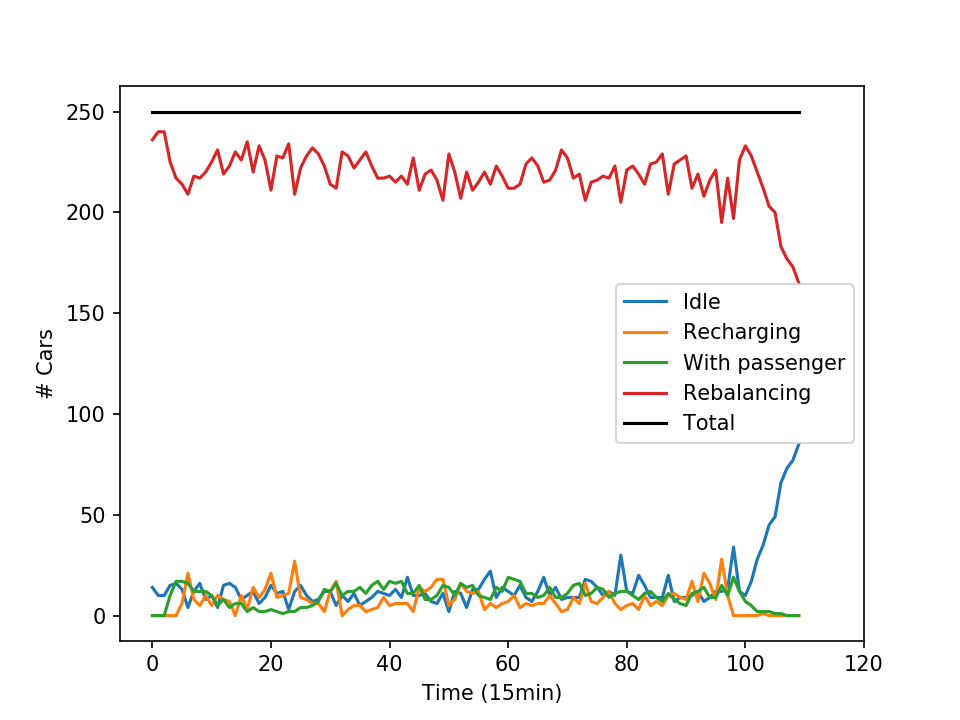 250
200
150
100
50
0
# Cars
Idle
Recharging
With passenger
Rebalancing
Total
0 20 40 60 80 100 120
Time (15min)